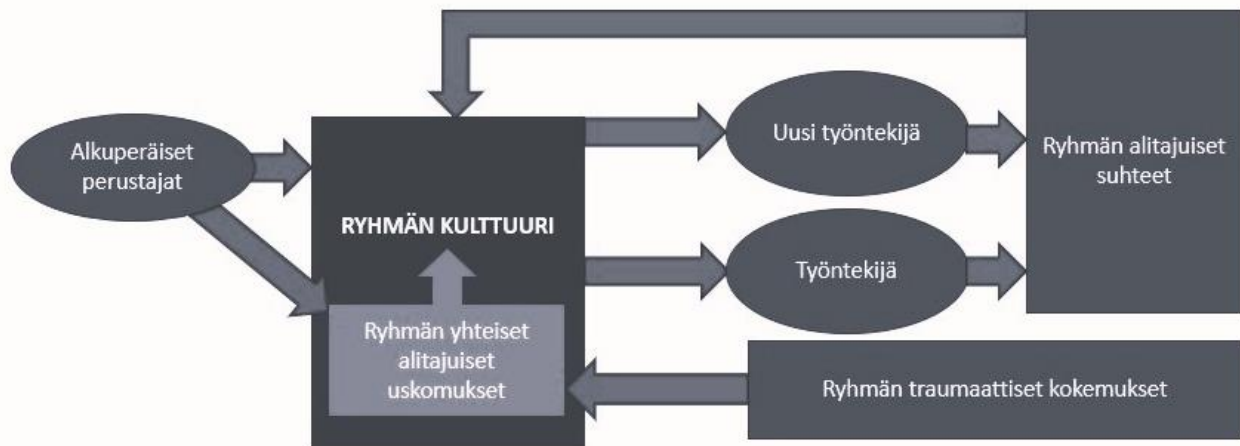 Alkuperäiset
perustajat
RYHMÄN KULTTUURI
Ryhmän yhteiset
alitajuiset
uskomukset
Uusi työntekijä
Työntekijä
Ryhmän alitajuiset
suhteet
Ryhmän traumaattiset kokemukset